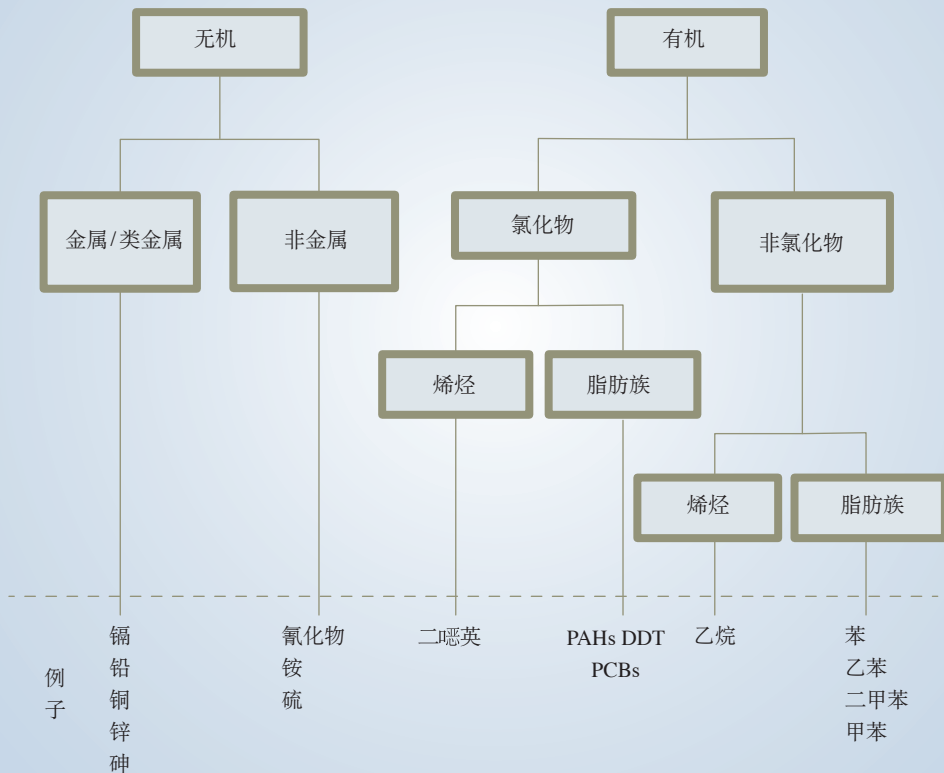 无机
有机
金属/类金属
非金属
氯化物
非氯化物
烯烃
脂肪族
烯烃
脂肪族
例
子
镉
铅
铜
锌
砷
氰化物
铵
硫
二噁英
PAHs DDT
PCBs
乙烷
苯
乙苯
二甲苯
甲苯